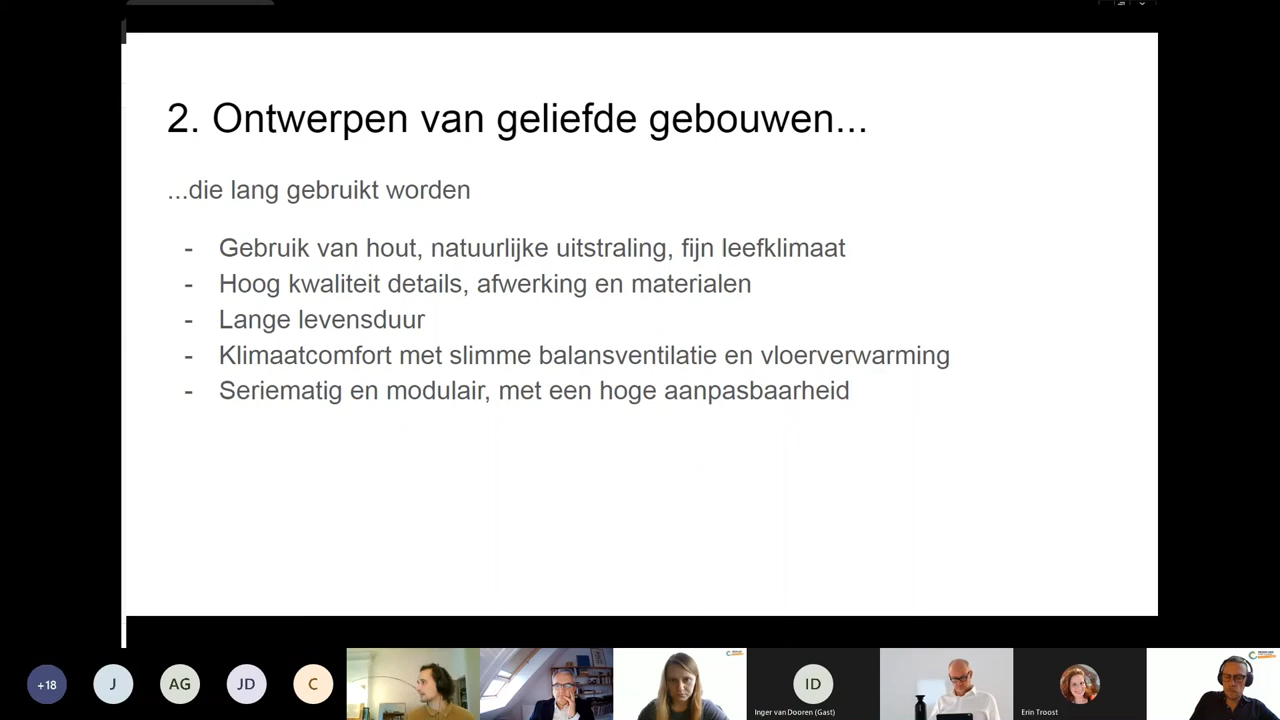 2. Ontwerpen van geliefde gebouwen...
...die lang gebruikt worden
- Gebruik van hout, natuurlijke uitstraling, fijn leefklimaat
- Hoog kwaliteit details, afwerking en materialen
- Lange levensduur
- Klimaatcomfort met slimme balansventilatie en vloerverwarming
- Seriematig en modulair, met een hoge aanpasbaarheid
+18
J
AG
JD
C
ID
Inger van Dooren (Gast)
Erin Troost